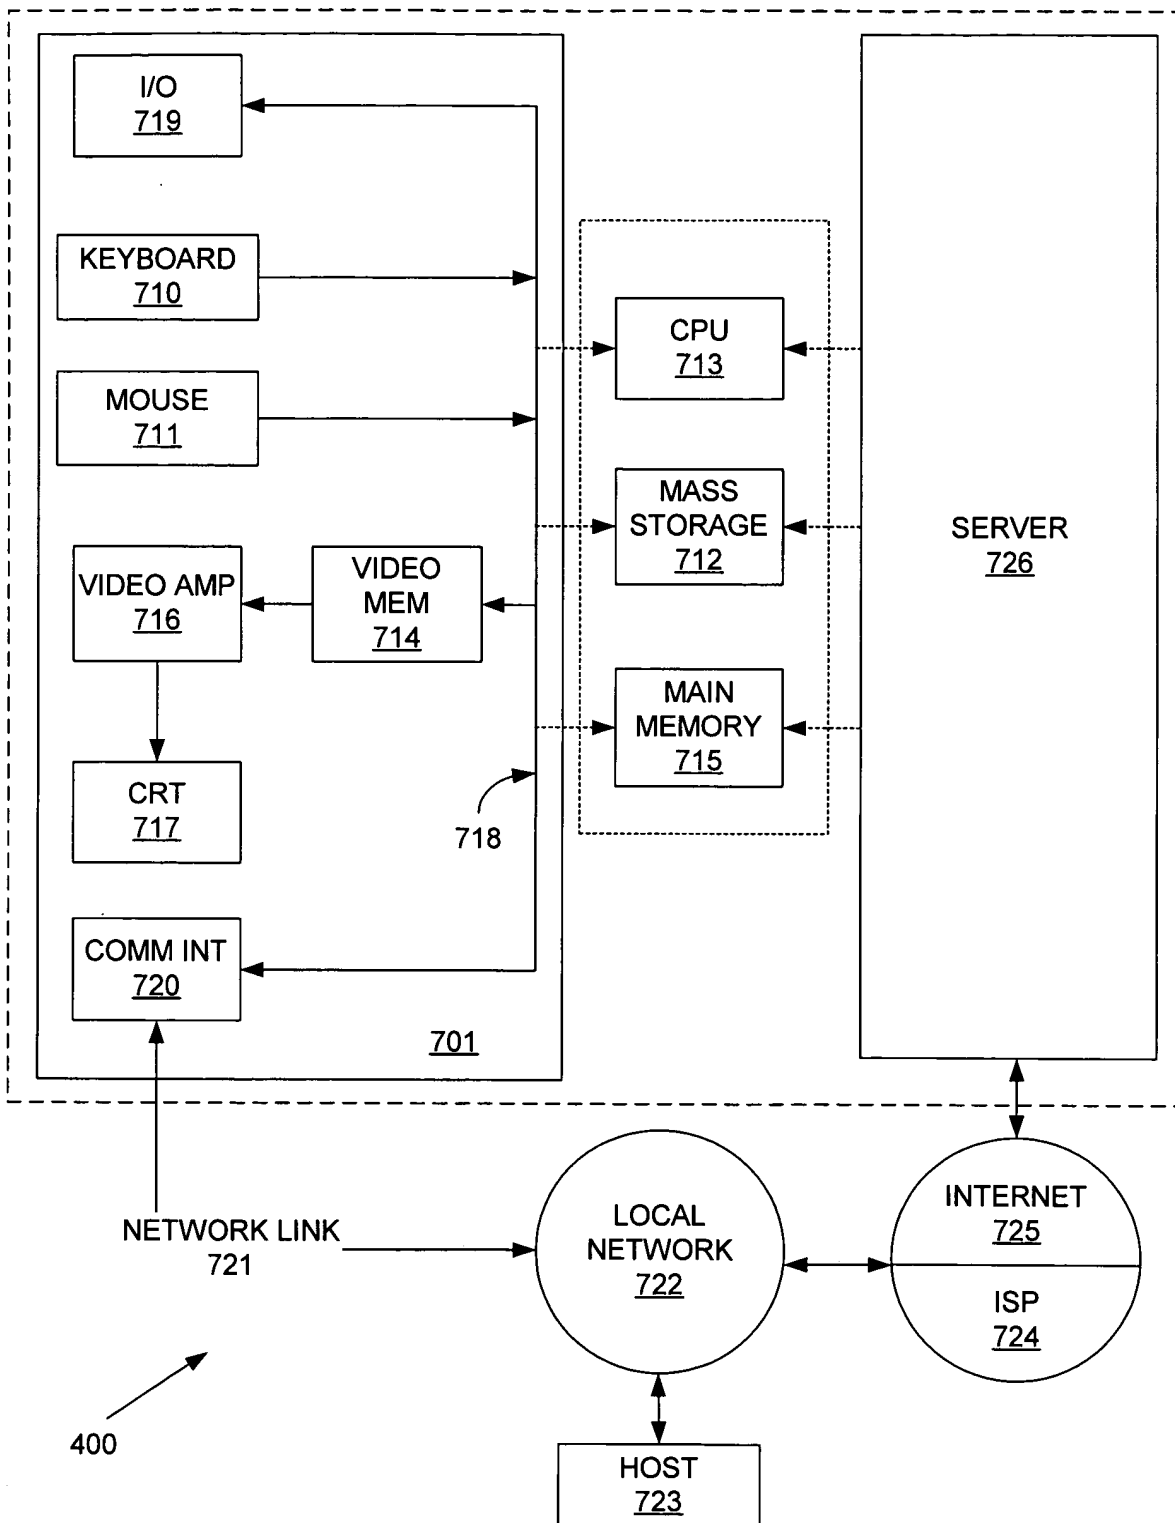 I/O
719
KEYBOARD
710
MOUSE
711
VIDEO AMP
716
VIDEO
MEM
714
CRT
717
COMM INT
720
718
701
CPU
713
MASS
STORAGE
712
MAIN
MEMORY
715
SERVER
726
NETWORK LINK
721
LOCAL
NETWORK
722
INTERNET
725
ISP
724
400
HOST
723